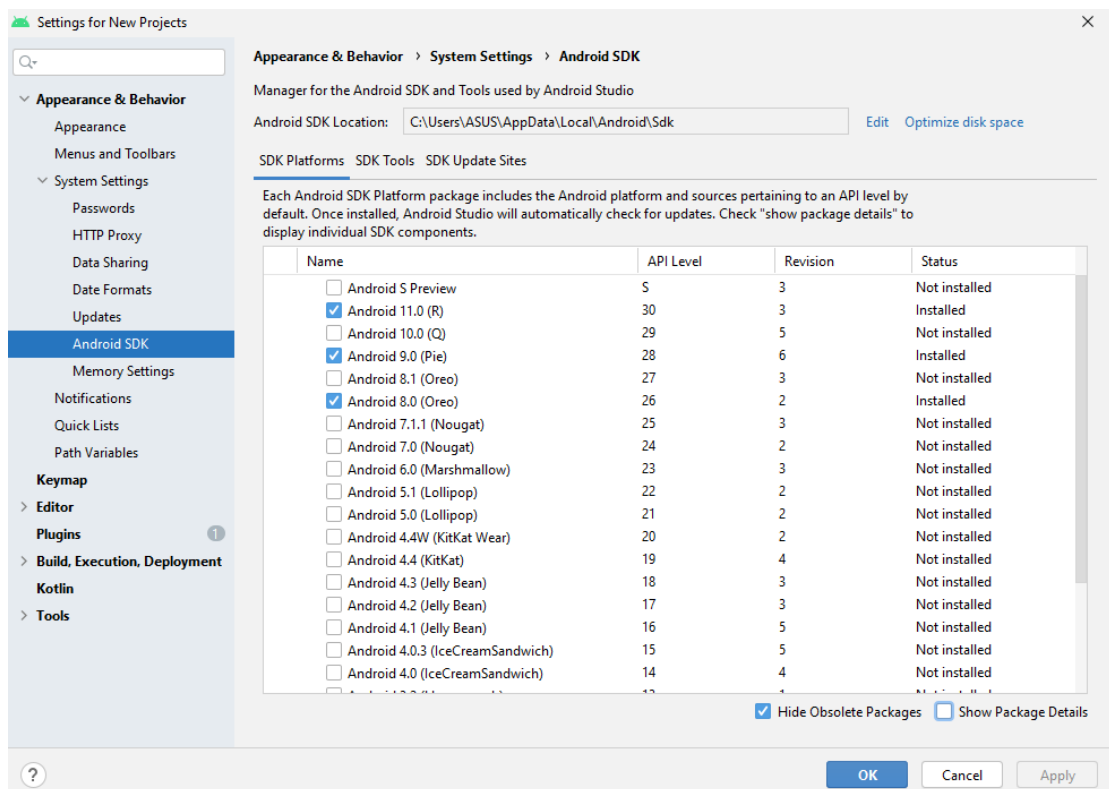 Settings for New Projects
Appearance & Behavior
Appearance
Menus and Toolbars
System Settings
Passwords
HTTP Proxy
Data Sharing
Date Formats
Updates
Android SDK
Memory Settings
Notifications
Quick Lists
Path Variables
Keymap
Editor
Plugins 1
Build, Execution, Deployment
Kotlin
Tools
Appearance & Behavior › System Settings › Android SDK
Manager for the Android SDK and Tools used by Android Studio
Android SDK Location: C:\Users\ASUS\AppData\Local\Android\Sdk Edit Optimize disk space
SDK Platforms SDK Tools SDK Update Sites
Each Android SDK Platform package includes the Android platform and sources pertaining to an API level by
default. Once installed, Android Studio will automatically check for updates. Check "show package details" to
display individual SDK components.
Name API Level Revision Status
Android S Preview S 3 Not installed
Android 11.0 (R) 30 3 Installed
Android 10.0 (Q) 29 5 Not installed
Android 9.0 (Pie) 28 6 Installed
Android 8.1 (Oreo) 27 3 Not installed
Android 8.0 (Oreo) 26 2 Installed
Android 7.1.1 (Nougat) 25 3 Not installed
Android 7.0 (Nougat) 24 2 Not installed
Android 6.0 (Marshmallow) 23 3 Not installed
Android 5.1 (Lollipop) 22 2 Not installed
Android 5.0 (Lollipop) 21 2 Not installed
Android 4.4W (KitKat Wear) 20 2 Not installed
Android 4.4 (KitKat) 19 4 Not installed
Android 4.3 (Jelly Bean) 18 3 Not installed
Android 4.2 (Jelly Bean) 17 3 Not installed
Android 4.1 (Jelly Bean) 16 5 Not installed
Android 4.0.3 (IceCreamSandwich) 15 5 Not installed
Android 4.0 (IceCreamSandwich) 14 4 Not installed
Hide Obsolete Packages Show Package Details
? OK Cancel Apply